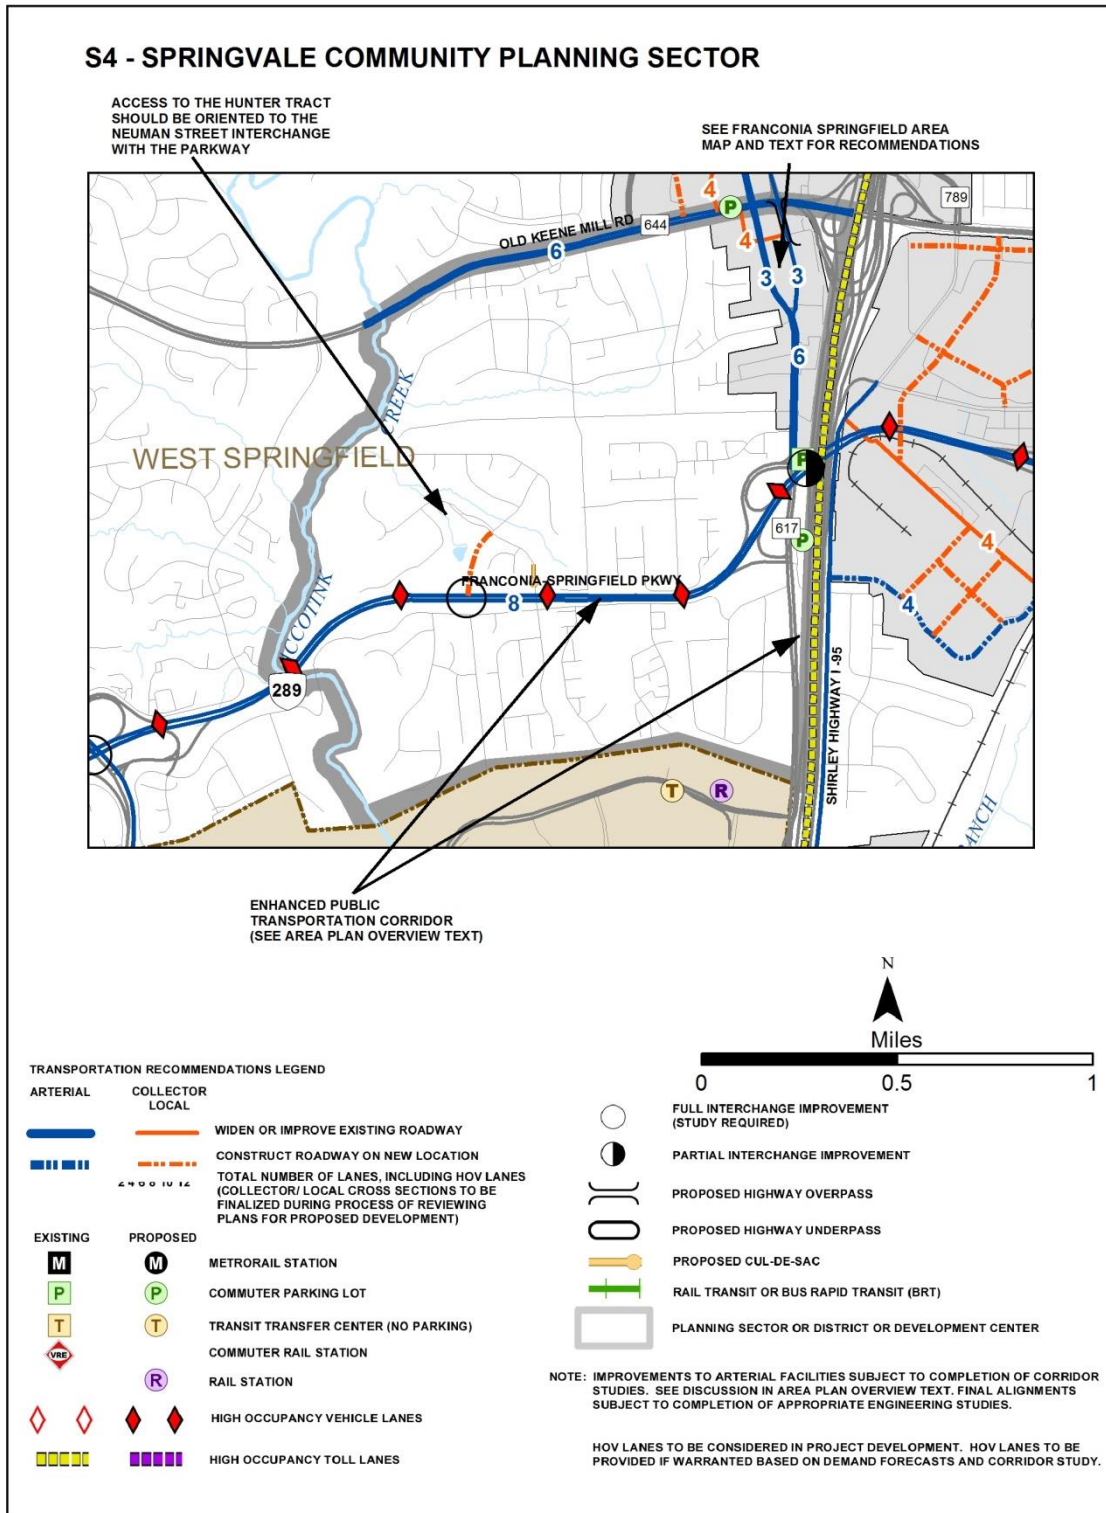 S4 - SPRINGVALE COMMUNITY PLANNING SECTOR
ACCESS TO THE HUNTER TRACT
SHOULD BE ORIENTED TO THE
NEUMAN STREET INTERCHANGE
WITH THE PARKWAY
SEE FRANCONIA SPRINGFIELD AREA
MAP AND TEXT FOR RECOMMENDATIONS
4
P
789
OLD KEENE MILL RD
644
6
4
3
3
6
CREEK
WEST SPRINGFIELD
P
617
P
4
FRANCONIA-SPRINGFIELD PKWY
8
4
CCOTINK
289
SHIRLEY HIGHWAY I -95
T
R
RANCH
ENHANCED PUBLIC
TRANSPORTATION CORRIDOR
(SEE AREA PLAN OVERVIEW TEXT)
N
Miles
0 0.5 1
TRANSPORTATION RECOMMENDATIONS LEGEND
ARTERIAL
COLLECTOR
LOCAL
WIDEN OR IMPROVE EXISTING ROADWAY
CONSTRUCT ROADWAY ON NEW LOCATION
2 4 6 8 10 12
TOTAL NUMBER OF LANES, INCLUDING HOV LANES
(COLLECTOR/ LOCAL CROSS SECTIONS TO BE
FINALIZED DURING PROCESS OF REVIEWING
PLANS FOR PROPOSED DEVELOPMENT)
EXISTING PROPOSED
M M METRORAIL STATION
P P COMMUTER PARKING LOT
T T TRANSIT TRANSFER CENTER (NO PARKING)
VRE COMMUTER RAIL STATION
R RAIL STATION
HIGH OCCUPANCY VEHICLE LANES
HIGH OCCUPANCY TOLL LANES
FULL INTERCHANGE IMPROVEMENT
(STUDY REQUIRED)
PARTIAL INTERCHANGE IMPROVEMENT
PROPOSED HIGHWAY OVERPASS
PROPOSED HIGHWAY UNDERPASS
PROPOSED CUL-DE-SAC
RAIL TRANSIT OR BUS RAPID TRANSIT (BRT)
PLANNING SECTOR OR DISTRICT OR DEVELOPMENT CENTER
NOTE: IMPROVEMENTS TO ARTERIAL FACILITIES SUBJECT TO COMPLETION OF CORRIDOR
STUDIES. SEE DISCUSSION IN AREA PLAN OVERVIEW TEXT. FINAL ALIGNMENTS
SUBJECT TO COMPLETION OF APPROPRIATE ENGINEERING STUDIES.
HOV LANES TO BE CONSIDERED IN PROJECT DEVELOPMENT. HOV LANES TO BE
PROVIDED IF WARRANTED BASED ON DEMAND FORECASTS AND CORRIDOR STUDY.